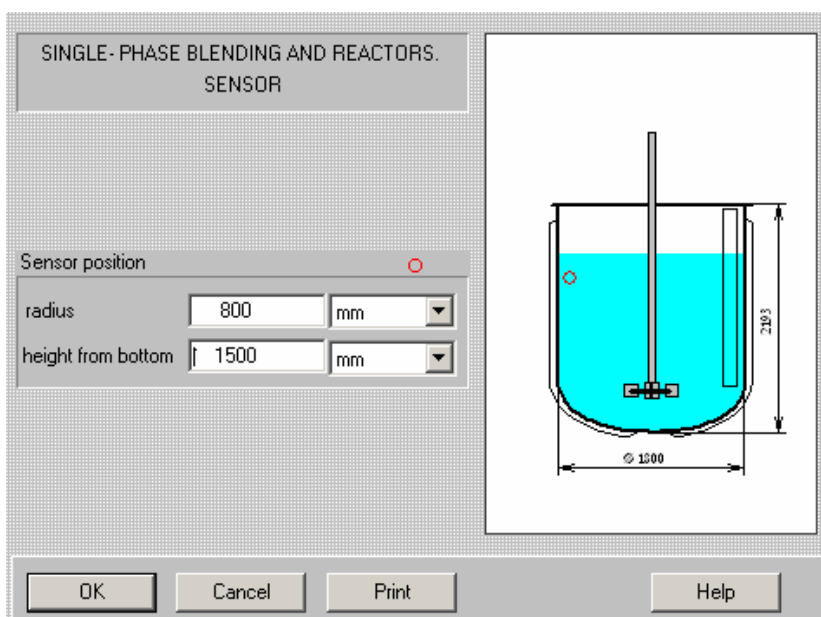 SINGLE- PHASE BLENDING AND REACTORS.
SENSOR
Sensor position
radius 800 mm
height from bottom 1500 mm
2193
⌀ 1800
OK Cancel Print Help